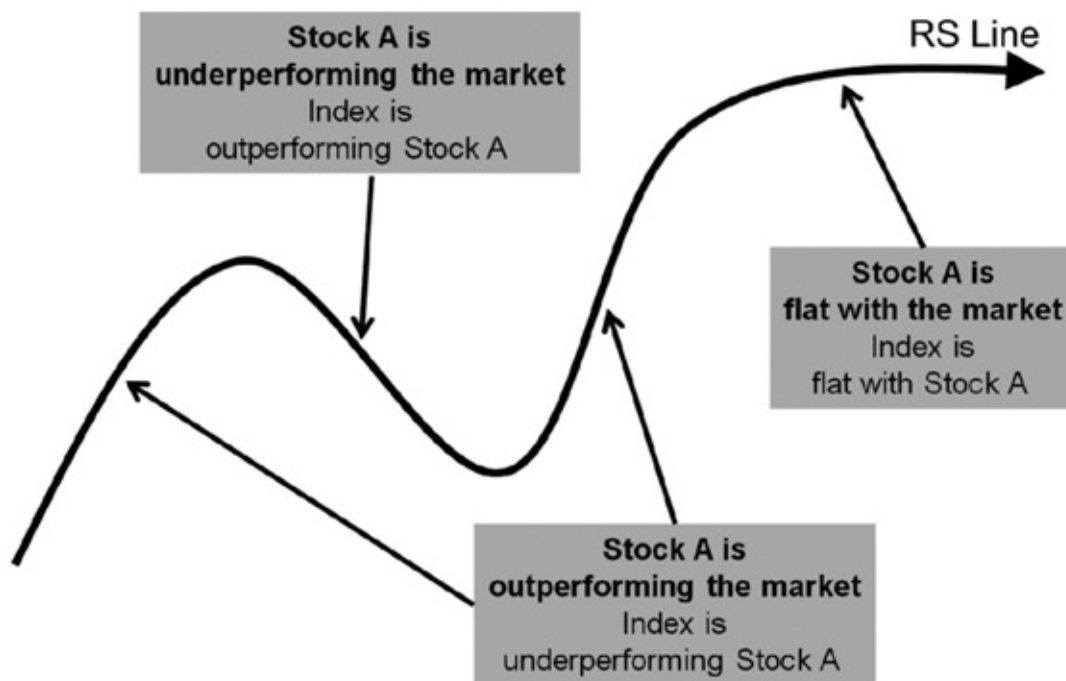 Stock A is
underperforming the market
Index is
outperforming Stock A
RS Line
Stock A is
flat with the market
Index is
flat with Stock A
Stock A is
outperforming the market
Index is
underperforming Stock A